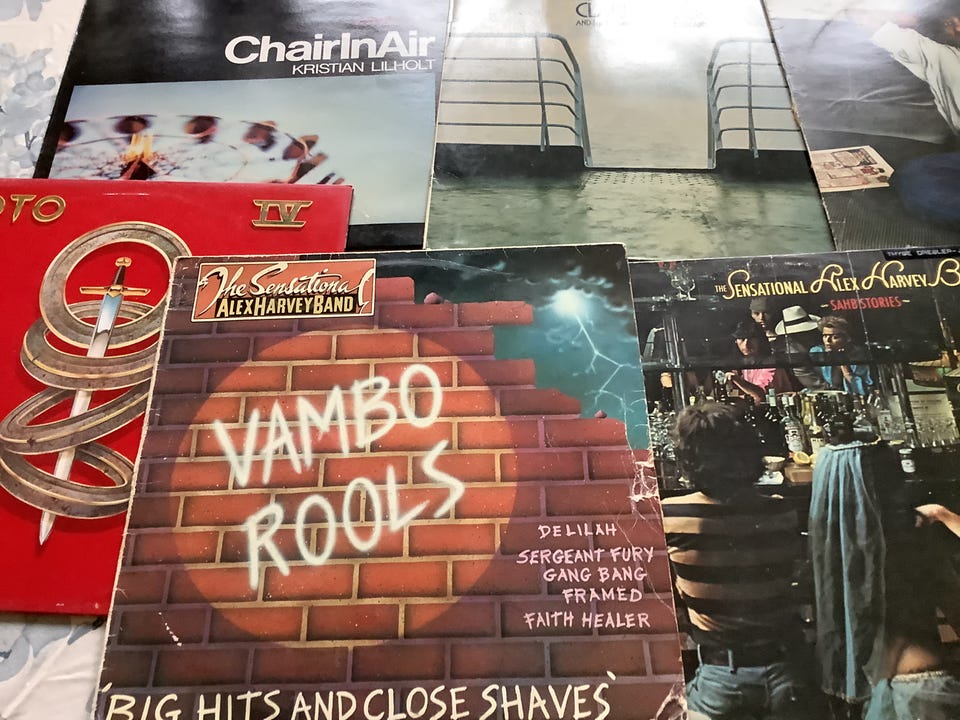 ChairInAir
KRISTIAN LILHOLT
OTO
IV
The Sensational
ALEX HARVEY BAND
VAMBO
ROOLS
DELILAH
SERGEANT FURY
GANG BANG
FRAMED
FAITH HEALER
'BIG HITS AND CLOSE SHAVES'
THE SENSATIONAL ALEX HARVEY B
- SAHB STORIES -